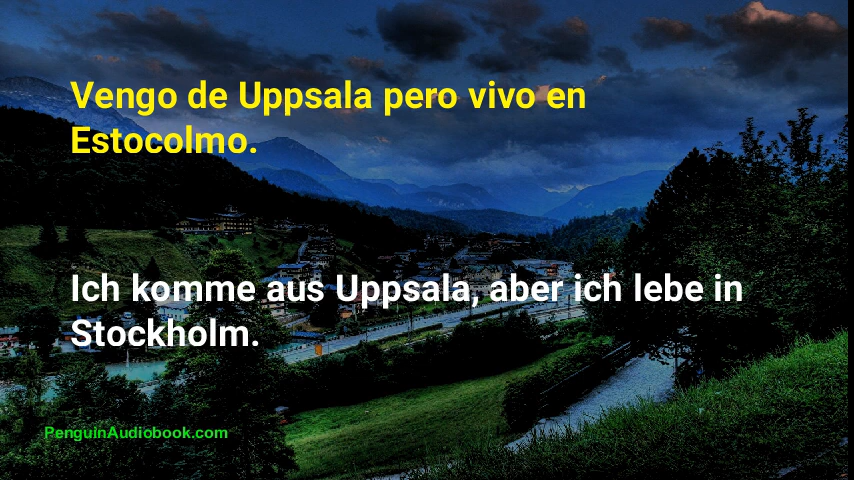 Vengo de Uppsala pero vivo en
Estocolmo.
Ich komme aus Uppsala, aber ich lebe in
Stockholm.
PenguinAudiobook.com